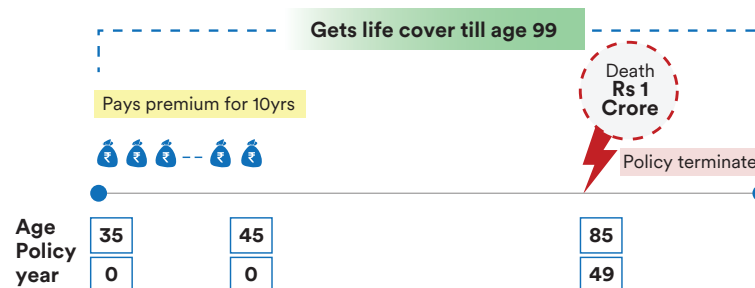 Gets life cover till age 99
Death
Rs 1
Crore
Pays premium for 10yrs
₹ ₹ ₹ -- ₹ ₹
Policy terminate
Age 35 45 85
Policy
year 0 0 49